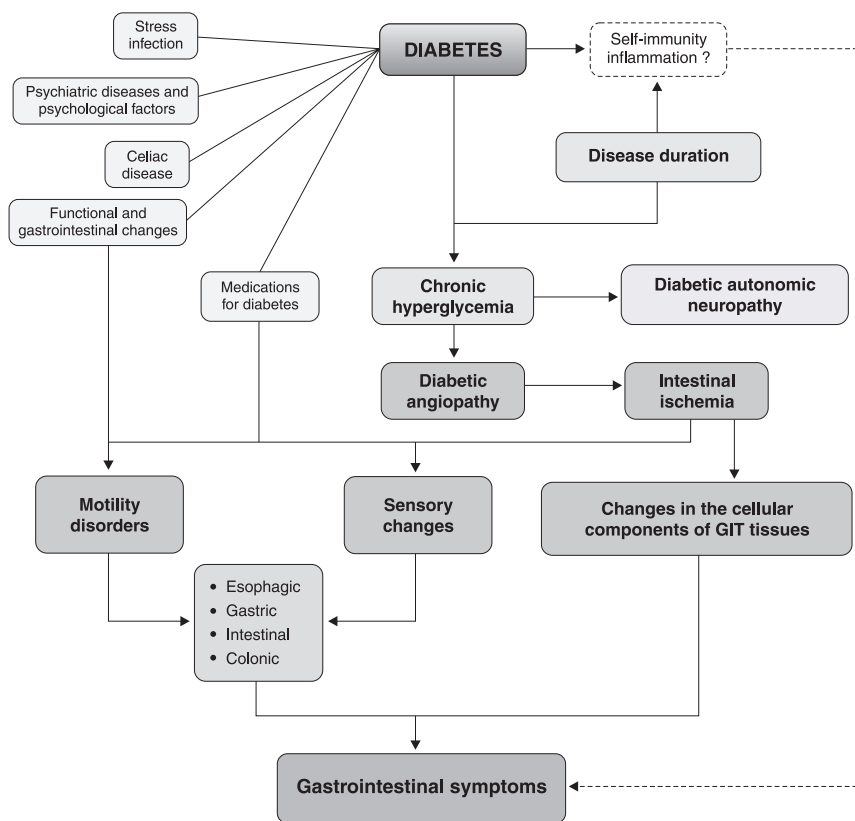 Stress
infection
DIABETES
Self-immunity
inflammation ?
Psychiatric diseases and
psychological factors
Celiac
disease
Disease duration
Functional and
gastrointestinal changes
Medications
for diabetes
Chronic
hyperglycemia
Diabetic autonomic
neuropathy
Diabetic
angiopathy
Intestinal
ischemia
Motility
disorders
Sensory
changes
Changes in the cellular
components of GIT tissues
• Esophagic
• Gastric
• Intestinal
• Colonic
Gastrointestinal symptoms